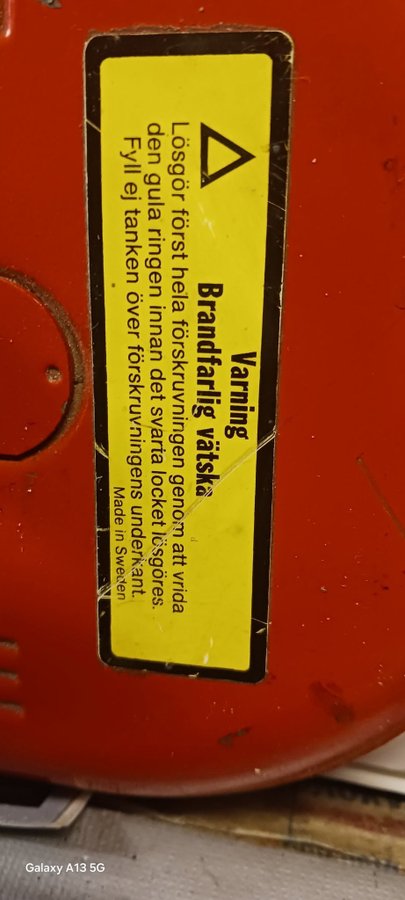 Varning
Brandfarlig vätska
Lösgör först hela förskruvningen genom att vrida
den gula ringen innan det svarta locket lösgöres.
Fyll ej tanken över förskruvningens underkant.
Made in Sweden
Galaxy A13 5G